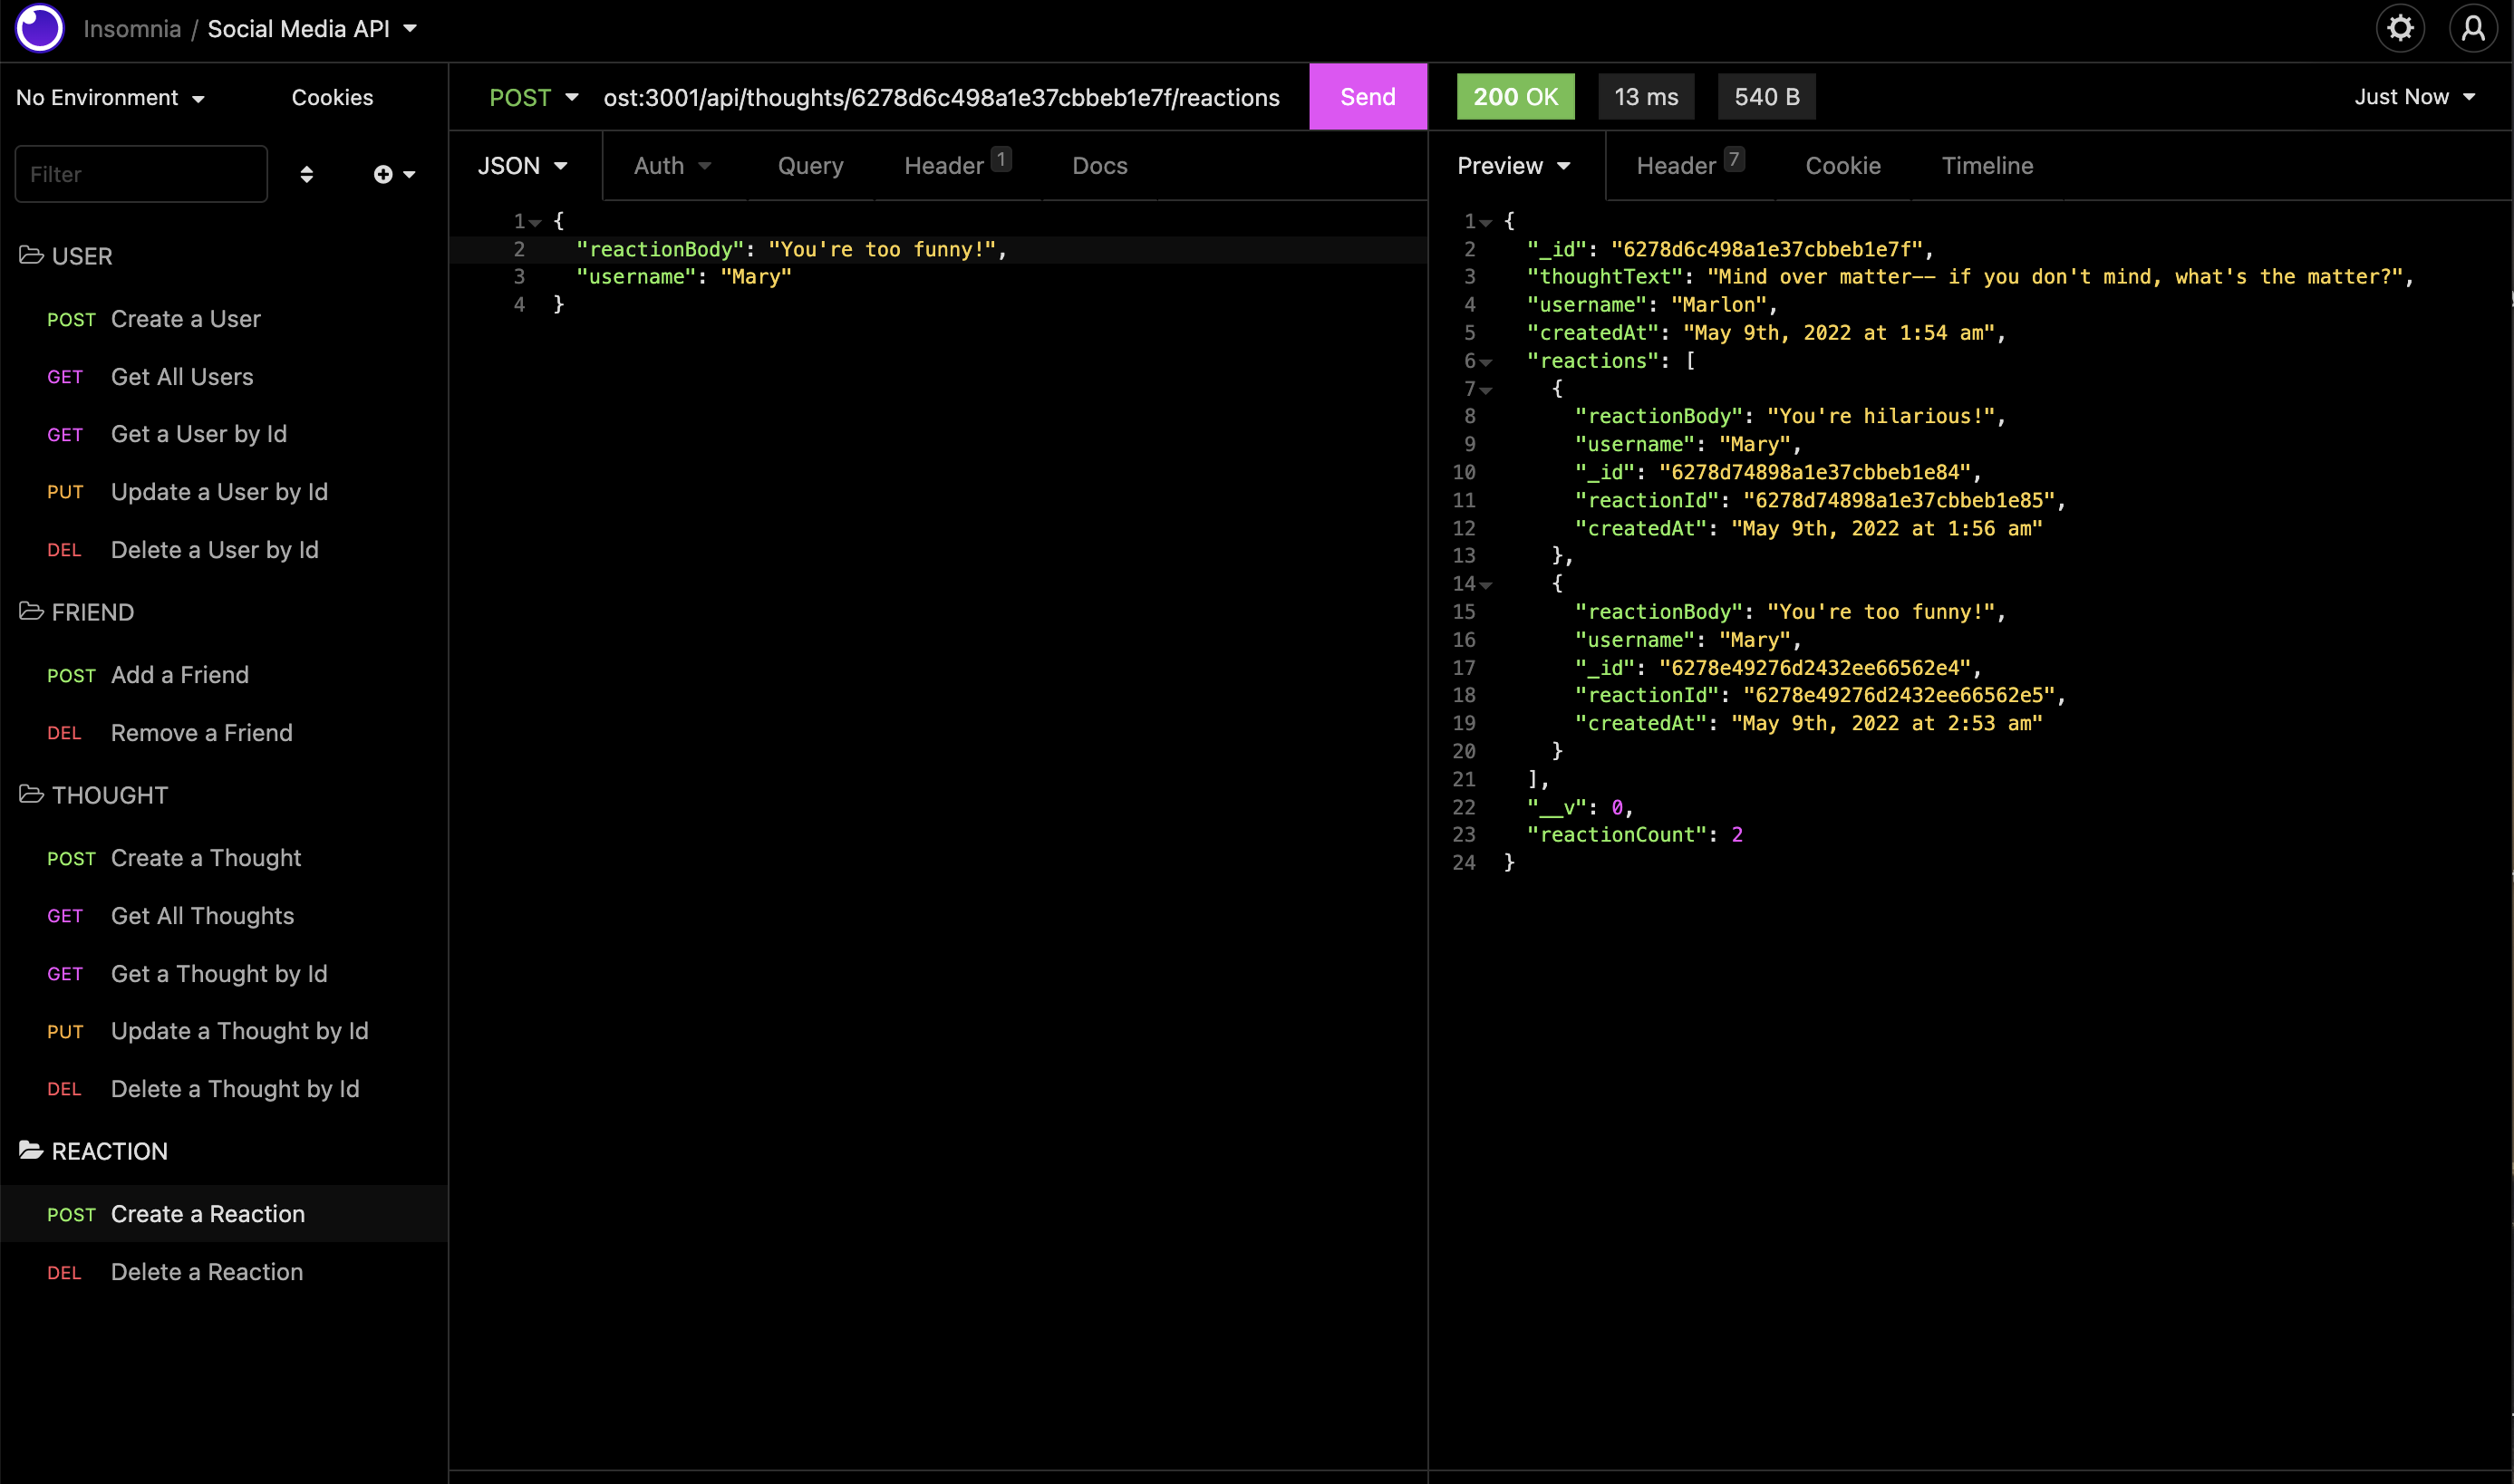 Insomnia / Social Media API
No Environment
Cookies
Filter
USER
POST Create a User
GET Get All Users
GET Get a User by Id
PUT Update a User by Id
DEL Delete a User by Id
FRIEND
POST Add a Friend
DEL Remove a Friend
THOUGHT
POST Create a Thought
GET Get All Thoughts
GET Get a Thought by Id
PUT Update a Thought by Id
DEL Delete a Thought by Id
REACTION
POST Create a Reaction
DEL Delete a Reaction
POST ost:3001/api/thoughts/6278d6c498a1e37cbbeb1e7f/reactions Send
JSON Auth Query Header 1 Docs
1 {
2 "reactionBody": "You're too funny!",
3 "username": "Mary"
4 }
200 OK 13 ms 540 B Just Now
Preview Header 7 Cookie Timeline
1 {
2 "_id": "6278d6c498a1e37cbbeb1e7f",
3 "thoughtText": "Mind over matter–– if you don't mind, what's the matter?",
4 "username": "Marlon",
5 "createdAt": "May 9th, 2022 at 1:54 am",
6 "reactions": [
7 {
8 "reactionBody": "You're hilarious!",
9 "username": "Mary",
10 "_id": "6278d74898a1e37cbbeb1e84",
11 "reactionId": "6278d74898a1e37cbbeb1e85",
12 "createdAt": "May 9th, 2022 at 1:56 am"
13 },
14 {
15 "reactionBody": "You're too funny!",
16 "username": "Mary",
17 "_id": "6278e49276d2432ee66562e4",
18 "reactionId": "6278e49276d2432ee66562e5",
19 "createdAt": "May 9th, 2022 at 2:53 am"
20 }
21 ],
22 "__v": 0,
23 "reactionCount": 2
24 }